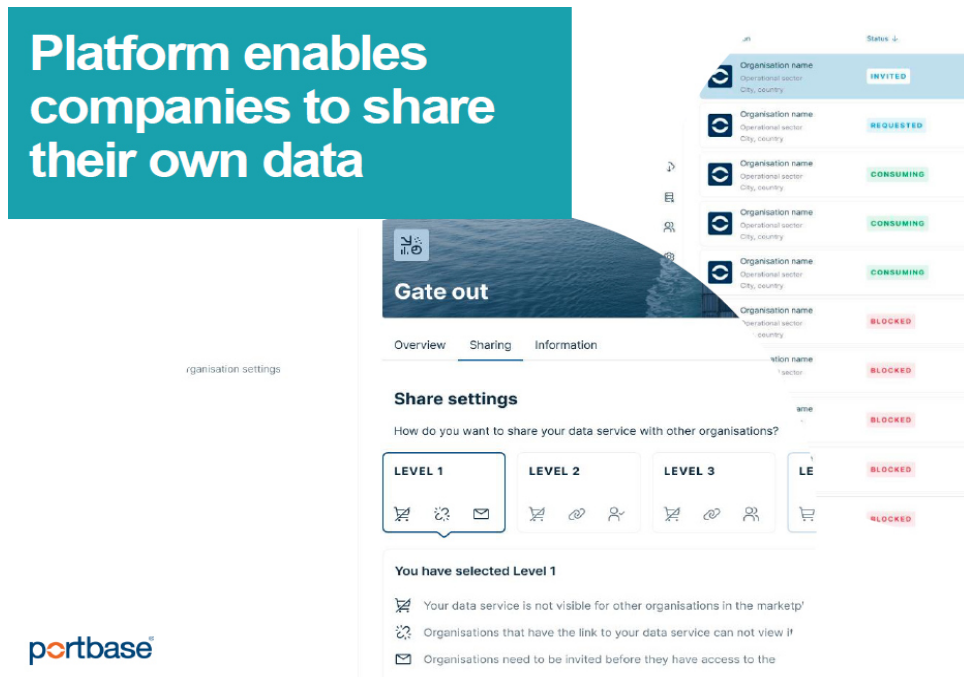 Platform enables
companies to share
their own data
Status ↓
Organisation name
Operational sector
City, country
INVITED
Organisation name
Operational sector
City, country
REQUESTED
Organisation name
Operational sector
City, country
CONSUMING
Organisation name
Operational sector
City, country
CONSUMING
Organisation name
Operational sector
City, country
CONSUMING
Organisation name
Operational sector
country
BLOCKED
name
sector
BLOCKED
BLOCKED
BLOCKED
BLOCKED
Gate out
Overview Sharing Information
settings
Share settings
How do you want to share your data service with other organisations?
LEVEL 1 LEVEL 2 LEVEL 3 LE
You have selected Level 1
Your data service is not visible for other organisations in the
Organisations that have the link to your data service can not view
Organisations need to be invited before they have access to the
portbase®